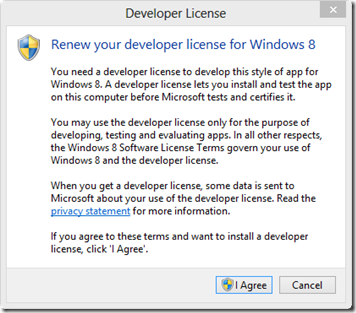 Developer License
Renew your developer license for Windows 8
You need a developer license to develop this style of app for
Windows 8. A developer license lets you install and test the app
on this computer before Microsoft tests and certifies it.
You may use the developer license only for the purpose of
developing, testing and evaluating apps. In all other respects,
the Windows 8 Software License Terms govern your use of
Windows 8 and the developer license.
When you get a developer license, some data is sent to
Microsoft about your use of the developer license. Read the
privacy statement for more information.
If you agree to these terms and want to install a developer
license, click 'I Agree'.
I Agree
Cancel